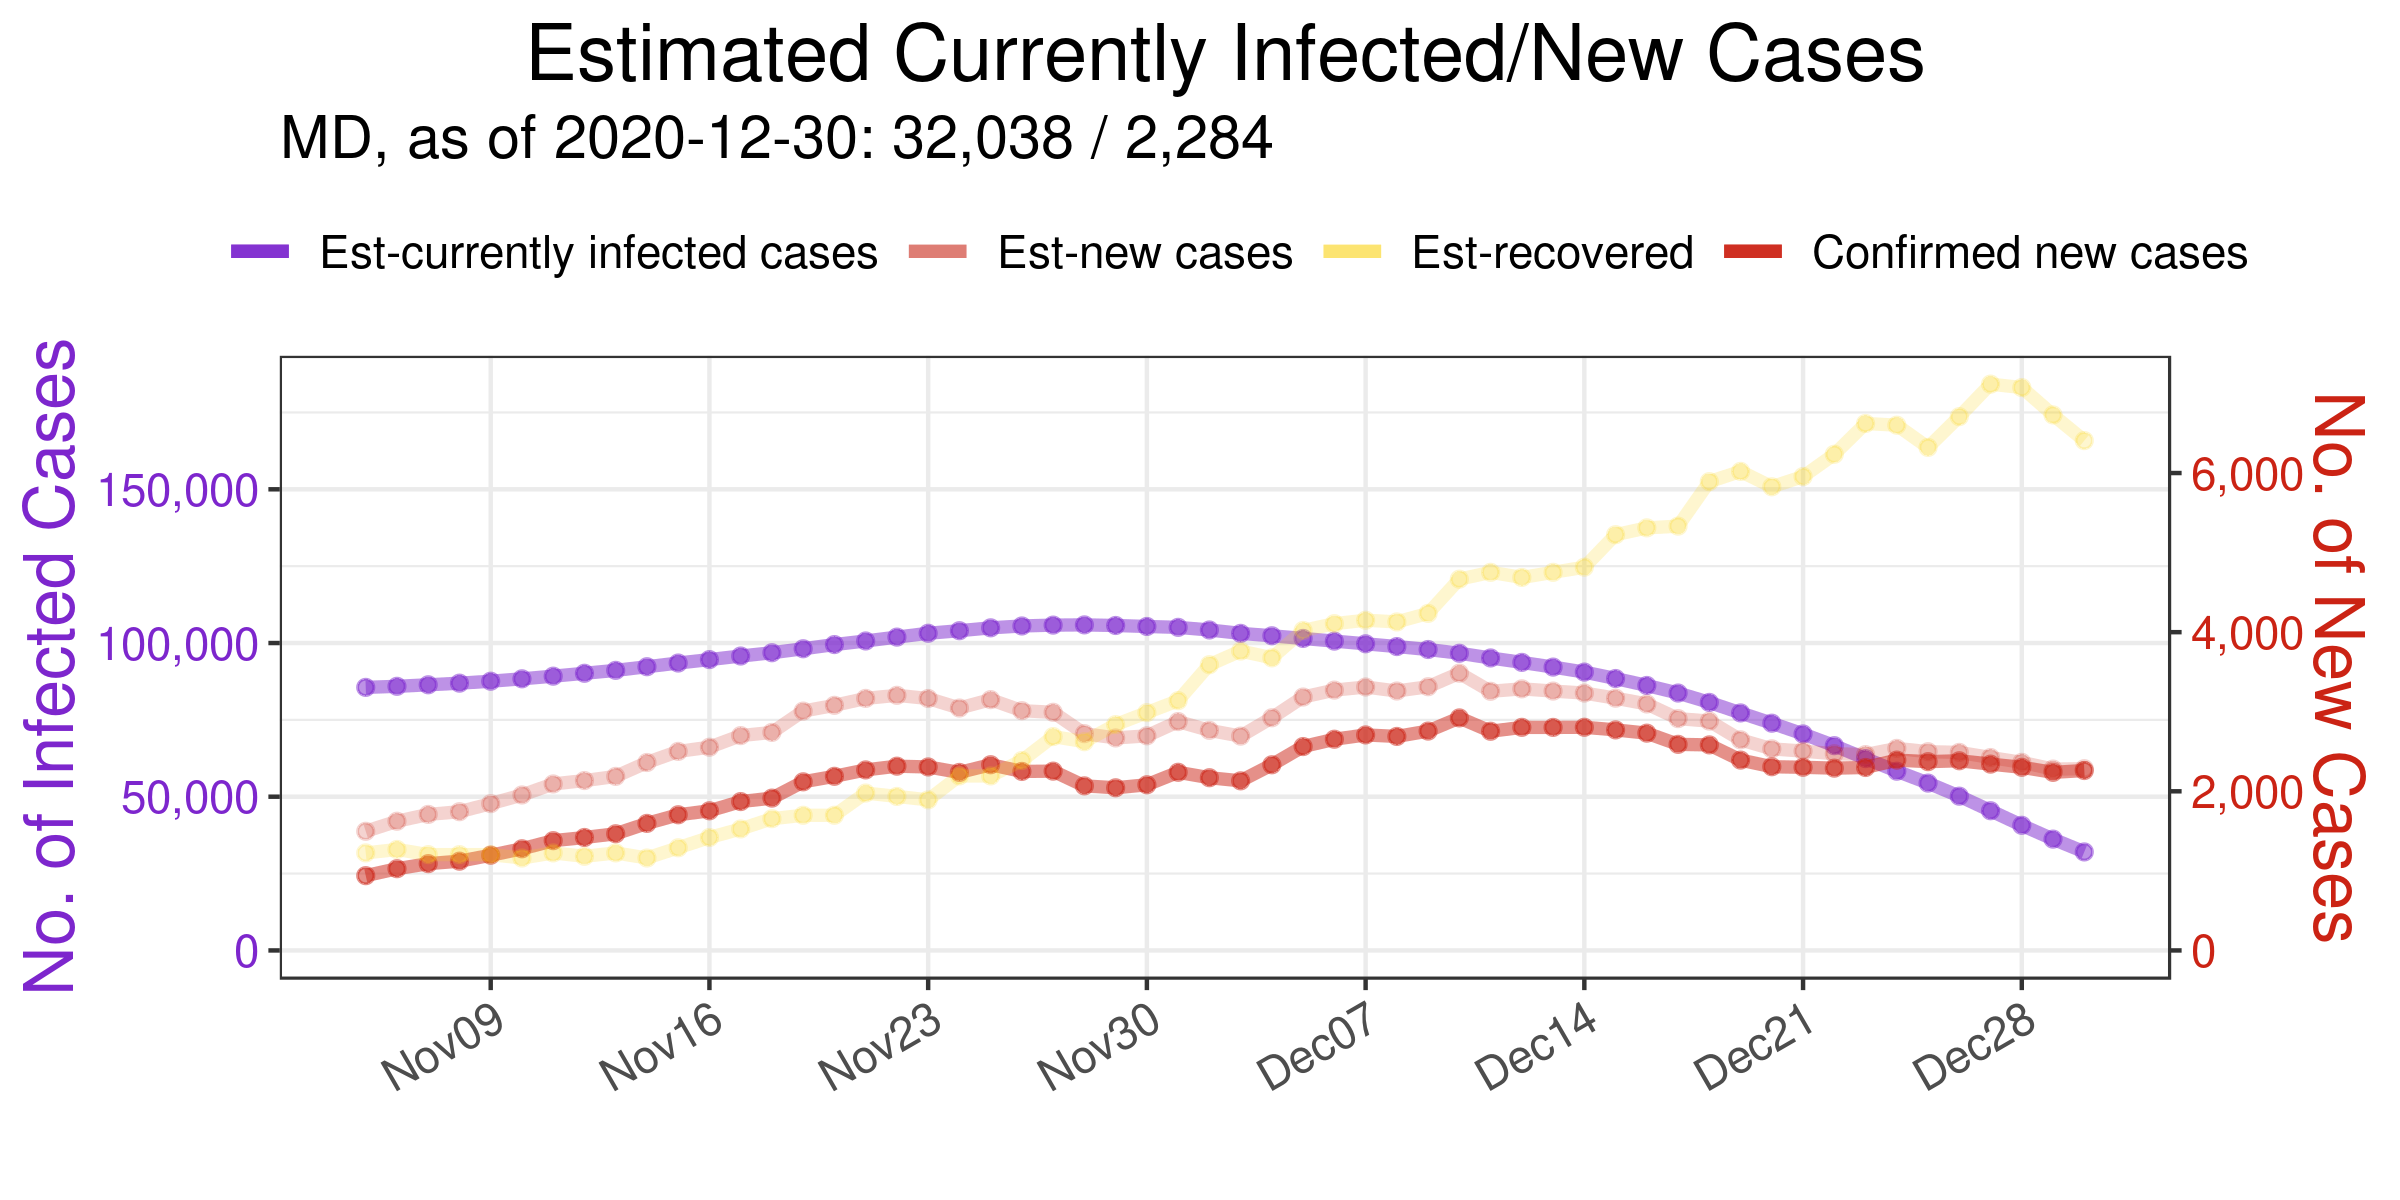 Estimated Currently Infected/New Cases
MD, as of 2020-12-30: 32,038 / 2,284
Est-currently infected cases Est-new cases Est-recovered Confirmed new cases
No. of Infected Cases
150,000
100,000
50,000
0
6,000
4,000
2,000
0
No. of New Cases
Nov09 Nov16 Nov23 Nov30 Dec07 Dec14 Dec21 Dec28